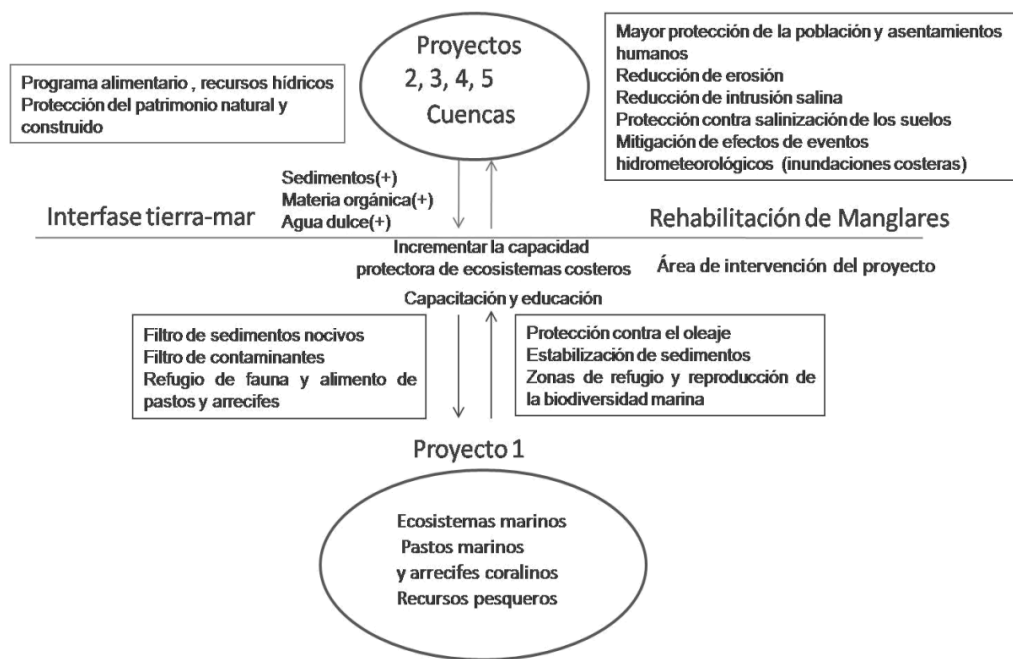 Proyectos
2, 3, 4, 5
Cuencas
Programa alimentario , recursos hídricos
Protección del patrimonio natural y
construido
Mayor protección de la población y asentamientos
humanos
Reducción de erosión
Reducción de intrusión salina
Protección contra salinización de los suelos
Mitigación de efectos de eventos
hidrometeorológicos (inundaciones costeras)
Sedimentos(+)
Materia orgánica(+)
Agua dulce(+)
Interfase tierra-mar
Rehabilitación de Manglares
Incrementar la capacidad
protectora de ecosistemas costeros
Área de intervención del proyecto
Capacitación y educación
Filtro de sedimentos nocivos
Filtro de contaminantes
Refugio de fauna y alimento de
pastos y arrecifes
Protección contra el oleaje
Estabilización de sedimentos
Zonas de refugio y reproducción de
la biodiversidad marina
Proyecto 1
Ecosistemas marinos
Pastos marinos
y arrecifes coralinos
Recursos pesqueros